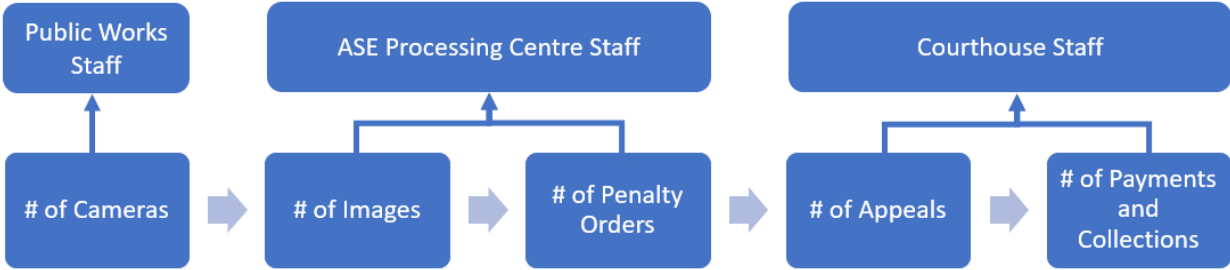 Public Works
Staff
ASE Processing Centre Staff
Courthouse Staff
# of Cameras
# of Images
# of Penalty
Orders
# of Appeals
# of Payments
and
Collections